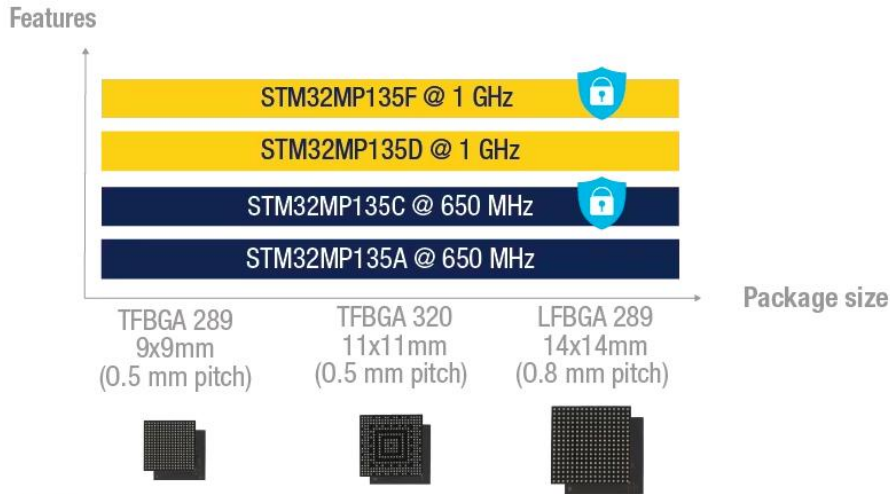 Features
STM32MP135F @ 1 GHz
STM32MP135D @ 1 GHz
STM32MP135C @ 650 MHz
STM32MP135A @ 650 MHz
Package size
TFBGA 289
9x9mm
(0.5 mm pitch)
TFBGA 320
11x11mm
(0.5 mm pitch)
LFBGA 289
14x14mm
(0.8 mm pitch)